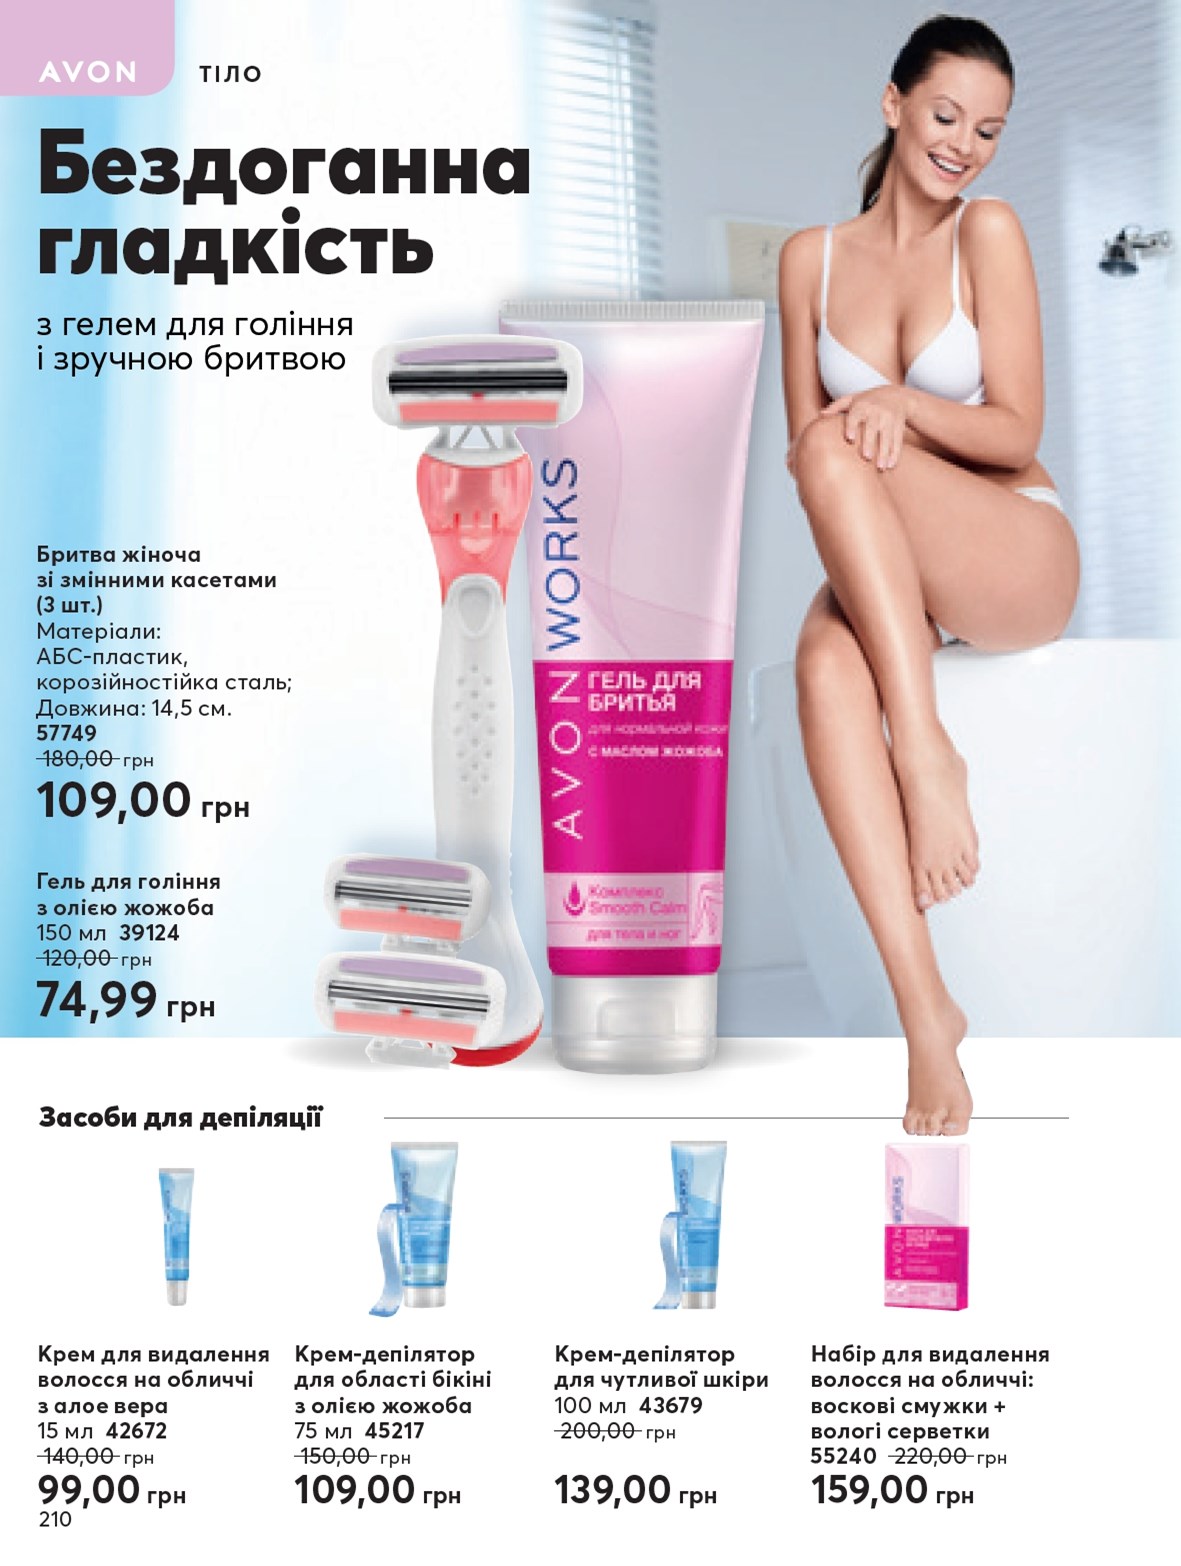 AVON ТІЛО
Бездоганна
гладкість
з гелем для гоління
і зручною бритвою
WORKS
AVON
ГЕЛЬ ДЛЯ
БРИТЬЯ
для нормальной кожи
С МАСЛОМ ЖОЖОБА
Комплекс
Smooth Calm
для тела и ног
Бритва жіноча
зі змінними касетами
(3 шт.)
Матеріали:
АБС-пластик,
корозійностійка сталь;
Довжина: 14,5 см.
57749
180,00 грн
109,00 грн
Гель для гоління
з олією жожоба
150 мл 39124
120,00 грн
74,99 грн
Засоби для депіляції
WORKS
WORKS
WORKS
AVON
Крем для видалення
волосся на обличчі
з алое вера
15 мл 42672
140,00 грн
99,00 грн
Крем-депілятор
для області бікіні
з олією жожоба
75 мл 45217
150,00 грн
109,00 грн
Крем-депілятор
для чутливої шкіри
100 мл 43679
200,00 грн
139,00 грн
Набір для видалення
волосся на обличчі:
воскові смужки +
вологі серветки
55240 220,00 грн
159,00 грн
210